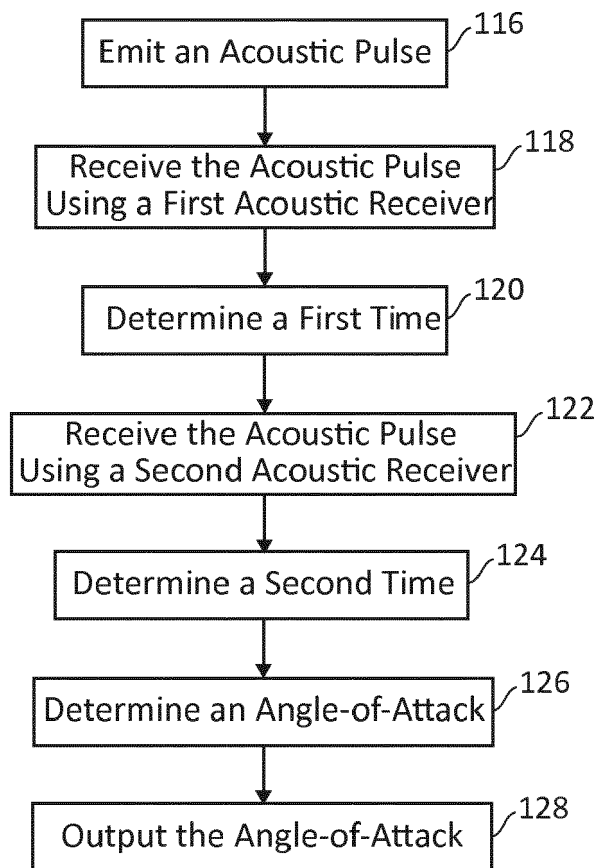 116
Emit an Acoustic Pulse
118
Receive the Acoustic Pulse
Using a First Acoustic Receiver
120
Determine a First Time
122
Receive the Acoustic Pulse
Using a Second Acoustic Receiver
124
Determine a Second Time
126
Determine an Angle-of-Attack
128
Output the Angle-of-Attack